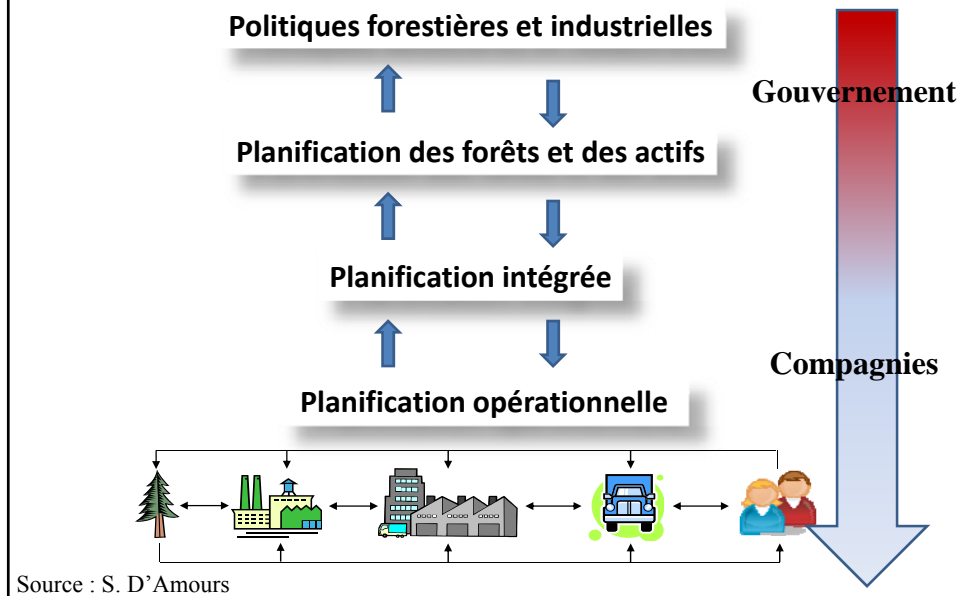 Politiques forestières et industrielles
Gouvernement
Planification des forêts et des actifs
Planification intégrée
Compagnies
Planification opérationnelle
Source : S. D'Amours